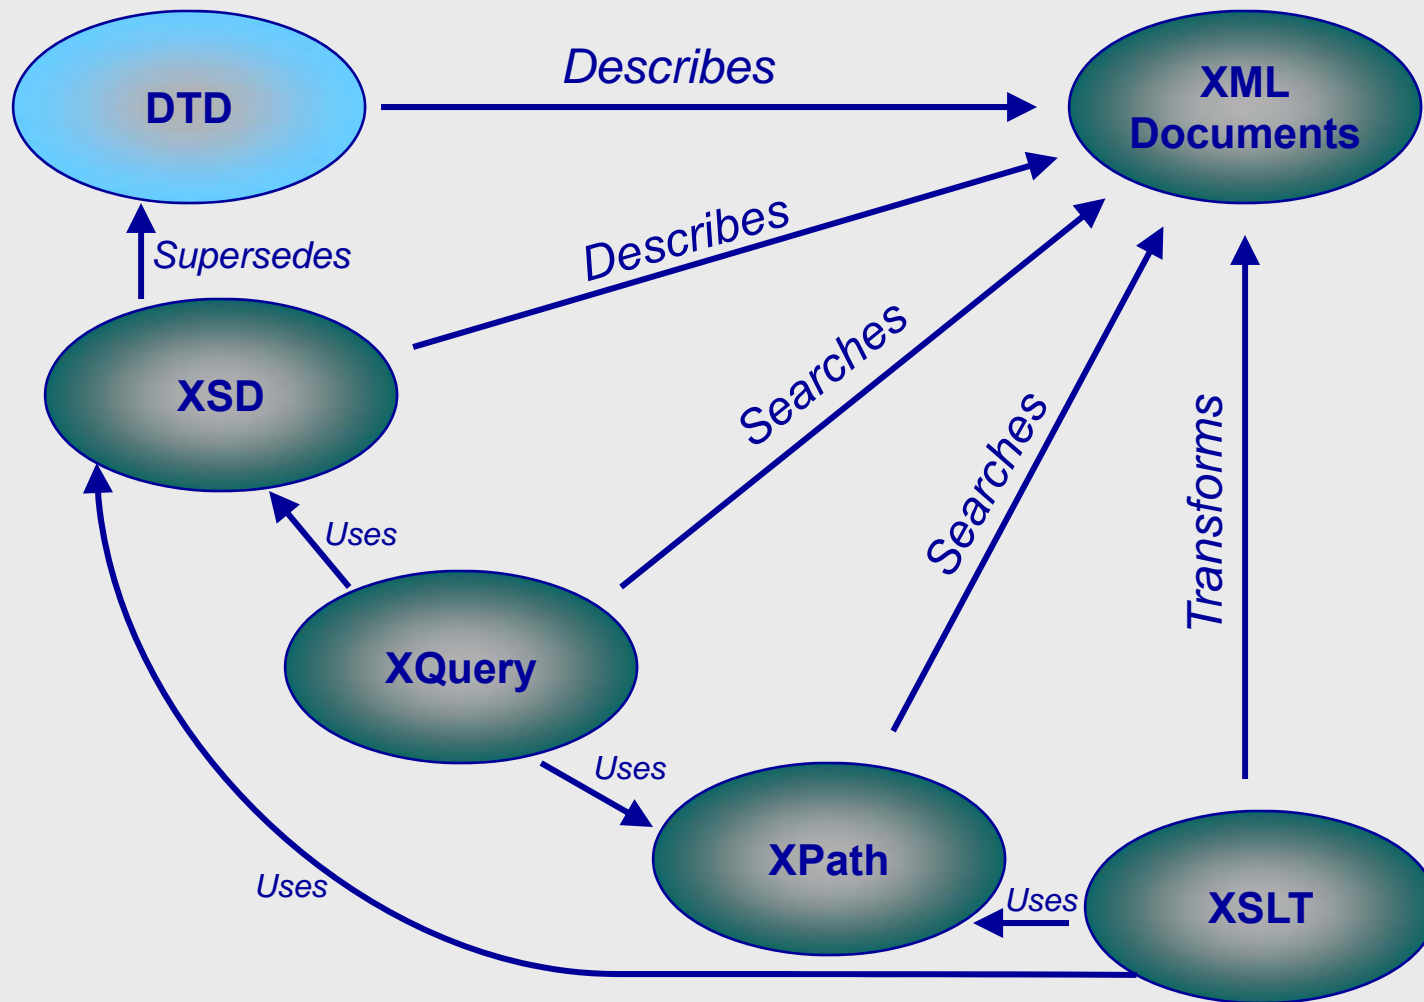 Describes
DTD
XML
Documents
Describes
Supersedes
XSD
Searches
Searches
Transforms
Uses
XQuery
Uses
XPath
Uses
Uses
XSLT